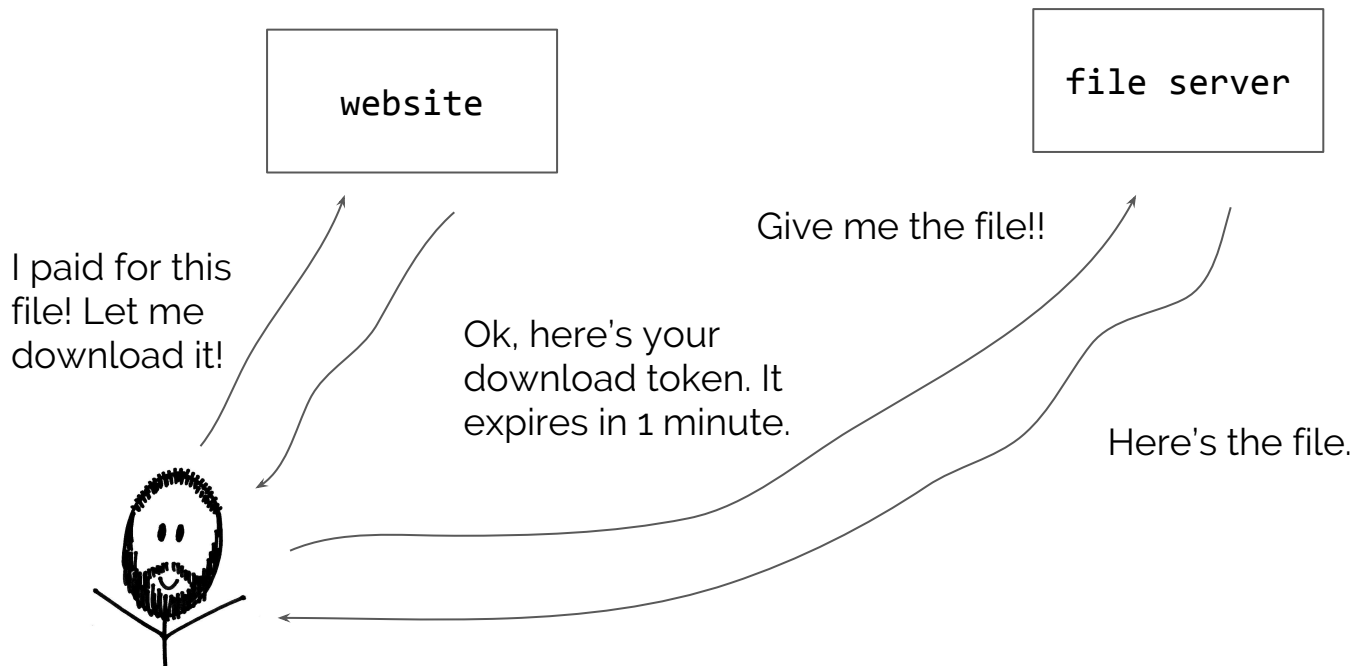 website
file server
I paid for this
file! Let me
download it!
Ok, here’s your
download token. It
expires in 1 minute.
Give me the file!!
Here’s the file.